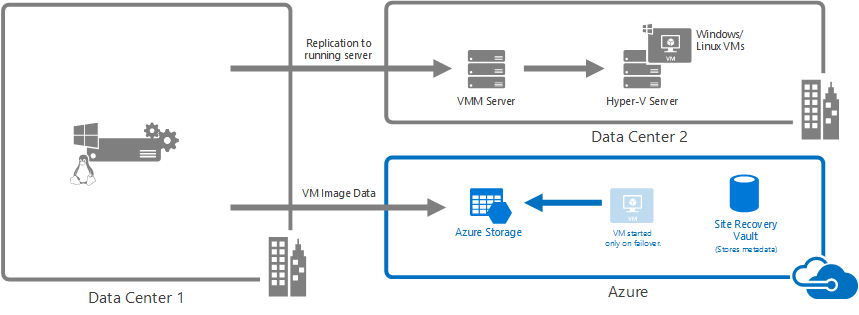 Replication to
running server
Windows/
Linux VMs
VM
VMM Server
Hyper-V Server
Data Center 2
VM Image Data
Azure Storage
VM
VM started
only on failover.
Site Recovery
Vault
(Stores metadata)
Data Center 1
Azure